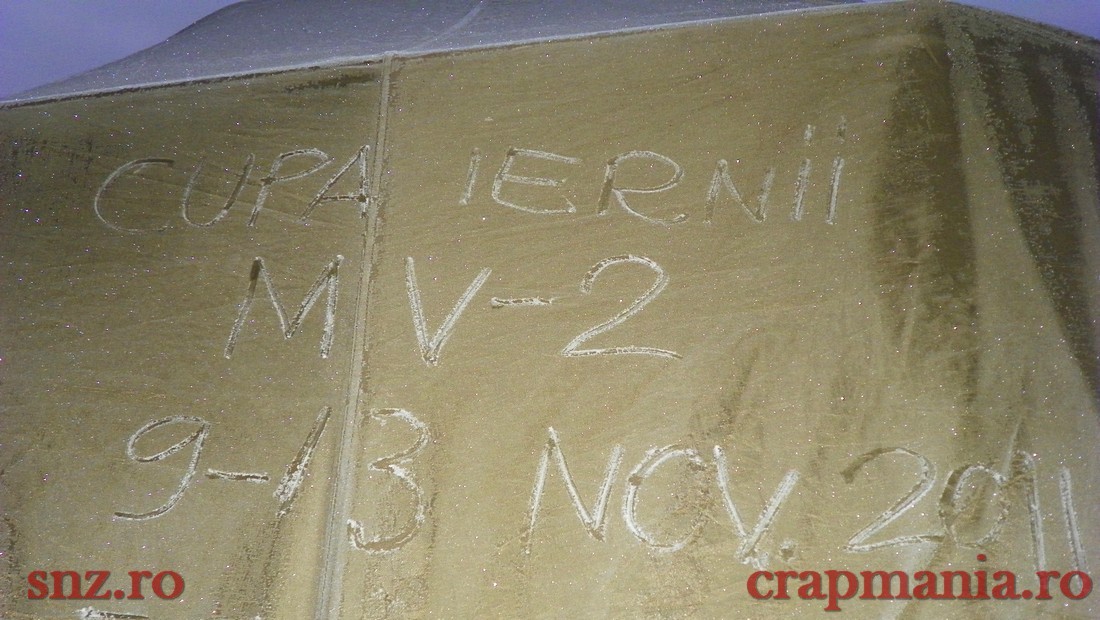 CUPA IERNii
MV-2
9-13 NOV. 2011
snz.ro
crapmania.ro